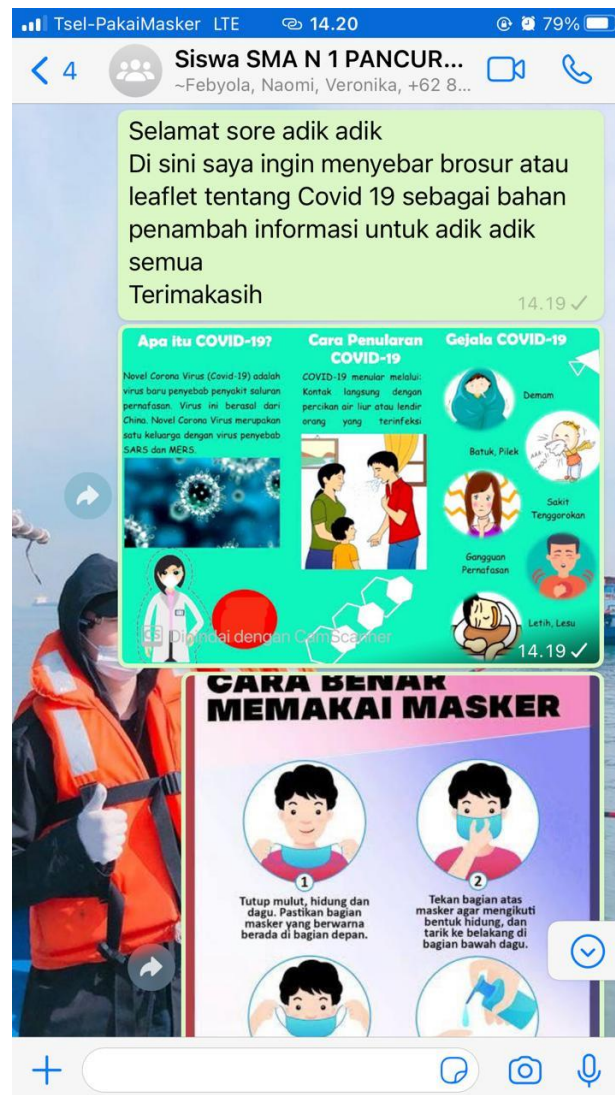 Tsel-PakaiMasker LTE 14.20 79%
4 Siswa SMA N 1 PANCUR...
~Febyola, Naomi, Veronika, +62 8...
Selamat sore adik adik
Di sini saya ingin menyebar brosur atau
leaflet tentang Covid 19 sebagai bahan
penambah informasi untuk adik adik
semua
Terimakasih
14.19
Apa itu COVID-19?
Novel Corona Virus (Covid-19) adalah
virus baru penyebab penyakit saluran
pernafasan. Virus ini berasal dari
China. Novel Corona Virus merupakan
satu keluarga dengan virus penyebab
SARS dan MERS.
Cara Penularan
COVID-19
COVID-19 menular melalui:
Kontak langsung dengan
percikan air liur atau lendir
orang yang terinfeksi
Gejala COVID-19
Demam
Batuk, Pilek
Sakit
Tenggorokan
Gangguan
Pernafasan
Letih, Lesu
CS Dipindai dengan CamScanner
14.19
CARA BENAR
MEMAKAI MASKER
1
Tutup mulut, hidung dan
dagu. Pastikan bagian
masker yang berwarna
berada di bagian depan.
2
Tekan bagian atas
masker agar mengikuti
bentuk hidung, dan
tarik ke belakang di
bagian bawah dagu.